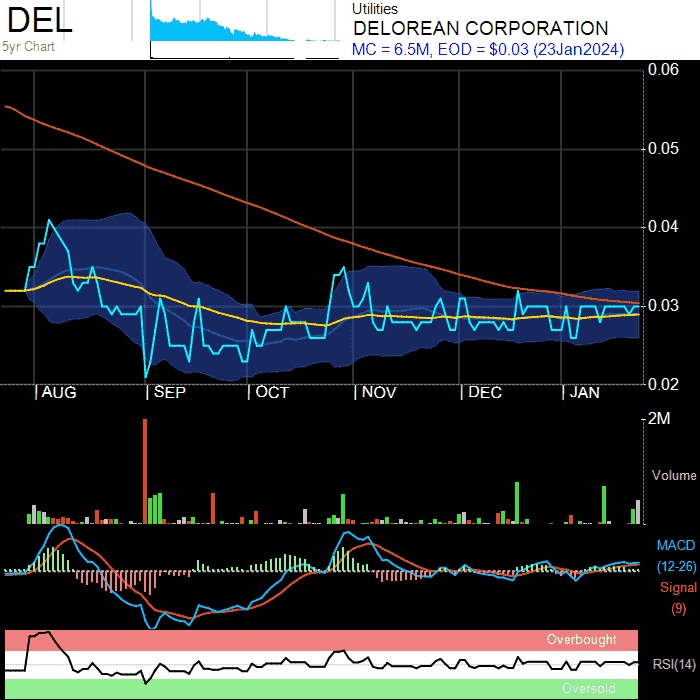 DEL
5yr Chart
Utilities
DELOREAN CORPORATION
MC = 6.5M, EOD = $0.03 (23Jan2024)
0.06
0.05
0.04
0.03
0.02
AUG SEP OCT NOV DEC JAN
2M
Volume
MACD
(12-26)
Signal
(9)
Overbought
RSI(14)
Oversold